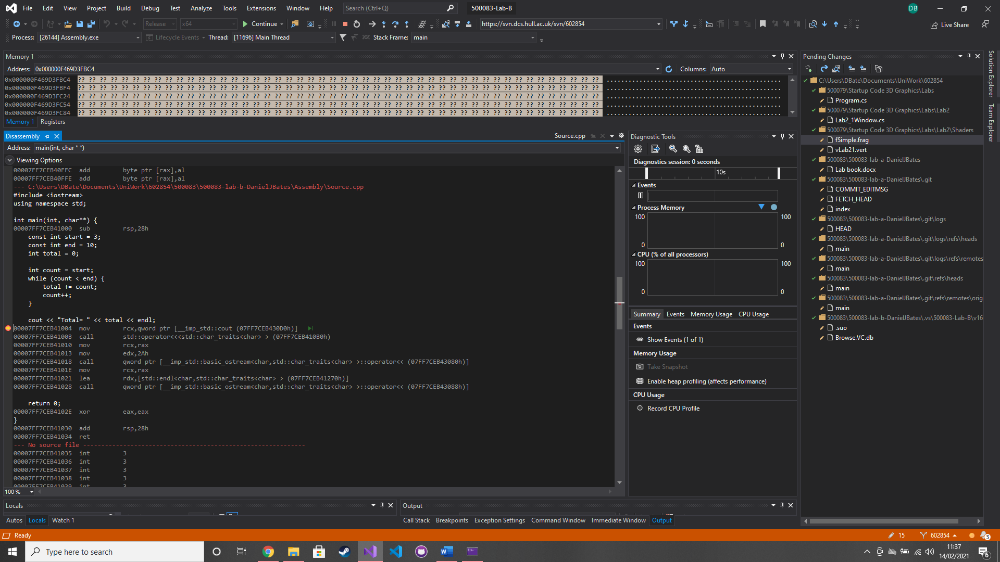 File Edit View Project Build Debug Test Analyze Tools Extensions Window Help Search (Ctrl+Q) 500083-Lab-B DB
Release x64 Continue https://svn.dcs.hull.ac.uk/svn/602854 Live Share
Process: [26144] Assembly.exe Lifecycle Events Thread: [11696] Main Thread Stack Frame: main
Memory 1
Address: 0x000000F469D3FBC4 Columns: Auto
0x000000F469D3FBC4 ?? ?? ?? ?? ?? ?? ?? ?? ?? ?? ?? ?? ?? ?? ?? ?? ?? ?? ?? ?? ?? ?? ?? ?? ?? ?? ?? ?? ?? ?? ?? ?? ?? ?? ?? ?? ?? ?? ?? ?? ?? ?? ?? ?? ?? ?? ?? ?? ................................................
0x000000F469D3FBF4 ?? ?? ?? ?? ?? ?? ?? ?? ?? ?? ?? ?? ?? ?? ?? ?? ?? ?? ?? ?? ?? ?? ?? ?? ?? ?? ?? ?? ?? ?? ?? ?? ?? ?? ?? ?? ?? ?? ?? ?? ?? ?? ?? ?? ?? ?? ?? ?? ................................................
0x000000F469D3FC24 ?? ?? ?? ?? ?? ?? ?? ?? ?? ?? ?? ?? ?? ?? ?? ?? ?? ?? ?? ?? ?? ?? ?? ?? ?? ?? ?? ?? ?? ?? ?? ?? ?? ?? ?? ?? ?? ?? ?? ?? ?? ?? ?? ?? ?? ?? ?? ?? ................................................
0x000000F469D3FC54 ?? ?? ?? ?? ?? ?? ?? ?? ?? ?? ?? ?? ?? ?? ?? ?? ?? ?? ?? ?? ?? ?? ?? ?? ?? ?? ?? ?? ?? ?? ?? ?? ?? ?? ?? ?? ?? ?? ?? ?? ?? ?? ?? ?? ?? ?? ?? ?? ................................................
0x000000F469D3FC84 ?? ?? ?? ?? ?? ?? ?? ?? ?? ?? ?? ?? ?? ?? ?? ?? ?? ?? ?? ?? ?? ?? ?? ?? ?? ?? ?? ?? ?? ?? ?? ?? ?? ?? ?? ?? ?? ?? ?? ?? ?? ?? ?? ?? ?? ?? ?? ?? ................................................
Memory 1 Registers
Disassembly Source.cpp
Address: main(int, char * *)
Viewing Options
00007FF7CEB40FFC add byte ptr [rax],al
00007FF7CEB40FFE add byte ptr [rax],al
--- C:\Users\DBate\Documents\UniWork\602854\500083\500083-lab-b-DanielJBates\Assembly\Source.cpp
#include <iostream>
using namespace std;
int main(int, char**) {
00007FF7CEB41000 sub rsp,28h
const int start = 3;
const int end = 10;
int total = 0;
int count = start;
while (count < end) {
total += count;
count++;
}
cout << "Total= " << total << endl;
00007FF7CEB41004 mov rcx,qword ptr [__imp_std::cout (07FF7CEB430D0h)]
00007FF7CEB4100B call std::operator<<<std::char_traits<char> > (07FF7CEB410B0h)
00007FF7CEB41010 mov rcx,rax
00007FF7CEB41013 mov edx,2Ah
00007FF7CEB41018 call qword ptr [__imp_std::basic_ostream<char,std::char_traits<char> >::operator<< (07FF7CEB43080h)]
00007FF7CEB4101E mov rcx,rax
00007FF7CEB41021 lea rdx,[std::endl<char,std::char_traits<char> > (07FF7CEB41270h)]
00007FF7CEB41028 call qword ptr [__imp_std::basic_ostream<char,std::char_traits<char> >::operator<< (07FF7CEB43088h)]
return 0;
00007FF7CEB4102E xor eax,eax
}
00007FF7CEB41030 add rsp,28h
00007FF7CEB41034 ret
--- No source file -------------------------------------------------------------
00007FF7CEB41035 int 3
00007FF7CEB41036 int 3
00007FF7CEB41037 int 3
00007FF7CEB41038 int 3
00007FF7CEB41039 int 3
100 %
Diagnostic Tools
Diagnostics session: 0 seconds
10s
Events
Process Memory
100 100
0 0
CPU (% of all processors)
100 100
0 0
Summary Events Memory Usage CPU Usage
Events
Show Events (1 of 1)
Memory Usage
Take Snapshot
Enable heap profiling (affects performance)
CPU Usage
Record CPU Profile
Pending Changes
C:\Users\DBate\Documents\UniWork\602854
500079\Startup Code 3D Graphics\Labs
Program.cs
500079\Startup Code 3D Graphics\Labs\Lab2
Lab2_1Window.cs
500079\Startup Code 3D Graphics\Labs\Lab2\Shaders
fSimple.frag
vLab21.vert
500083\500083-lab-a-DanielJBates
Lab book.docx
500083\500083-lab-a-DanielJBates\.git
COMMIT_EDITMSG
FETCH_HEAD
index
500083\500083-lab-a-DanielJBates\.git\logs
HEAD
500083\500083-lab-a-DanielJBates\.git\logs\refs\heads
main
500083\500083-lab-a-DanielJBates\.git\logs\refs\remotes
main
500083\500083-lab-a-DanielJBates\.git\refs\heads
main
500083\500083-lab-a-DanielJBates\.git\refs\remotes\orig
main
500083\500083-lab-b-DanielJBates\.vs\500083-Lab-B\v16
.suo
Browse.VC.db
Solution Explorer
Team Explorer
Locals
Autos Locals Watch 1
Output
Call Stack Breakpoints Exception Settings Command Window Immediate Window Output
Ready 15 602854 3
Type here to search
11:37
14/02/2021
6